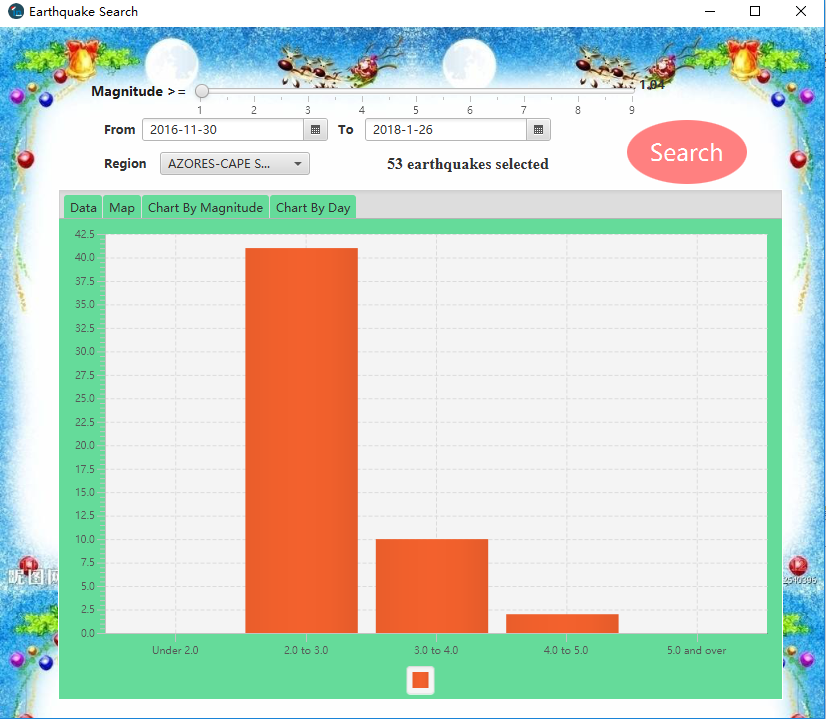 Earthquake Search
Magnitude >=
1.04
1 2 3 4 5 6 7 8 9
From 2016-11-30 To 2018-1-26
Search
Region AZORES-CAPE S... 53 earthquakes selected
Data Map Chart By Magnitude Chart By Day
42.5
40.0
37.5
35.0
32.5
30.0
27.5
25.0
22.5
20.0
17.5
15.0
12.5
10.0
7.5
5.0
2.5
0.0
昵图网
Under 2.0 2.0 to 3.0 3.0 to 4.0 4.0 to 5.0 5.0 and over